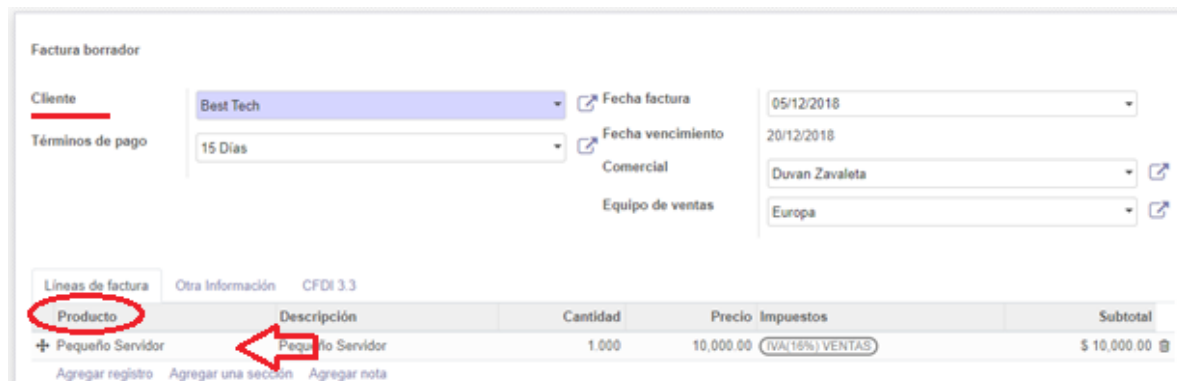 Factura borrador
Cliente Best Tech Fecha factura 05/12/2018
Términos de pago 15 Días Fecha vencimiento 20/12/2018
Comercial Duvan Zavaleta
Equipo de ventas Europa
Líneas de factura Otra Información CFDI 3.3
Producto Descripción Cantidad Precio Impuestos Subtotal
Pequeño Servidor Pequeño Servidor 1.000 10,000.00 IVA(16%) VENTAS $ 10,000.00
Agregar registro Agregar una sección Agregar nota